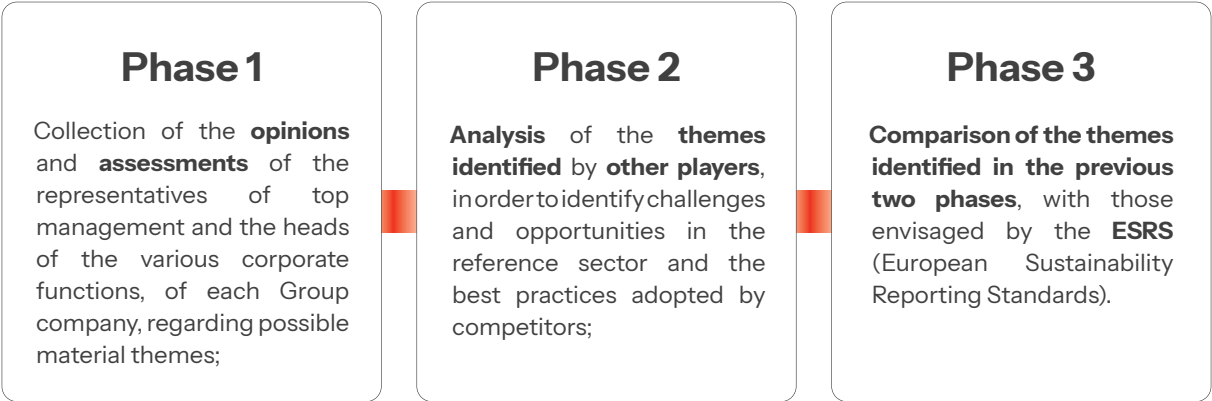 Phase 1
Collection of the opinions
and assessments of the
representatives of top
management and the heads
of the various corporate
functions, of each Group
company, regarding possible
material themes;
Phase 2
Analysis of the themes
identified by other players,
in order to identify challenges
and opportunities in the
reference sector and the
best practices adopted by
competitors;
Phase 3
Comparison of the themes
identified in the previous
two phases, with those
envisaged by the ESRS
(European Sustainability
Reporting Standards).